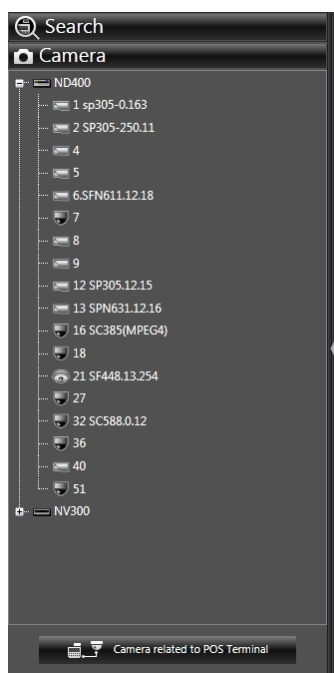 Search
Camera
ND400
1 sp305-0.163
2 SP305-250.11
4
5
6.SFN611.12.18
7
8
9
12 SP305.12.15
13 SPN631.12.16
16 SC385(MPEG4)
18
21 SF448.13.254
27
32 SC588.0.12
36
40
51
NV300
Camera related to POS Terminal